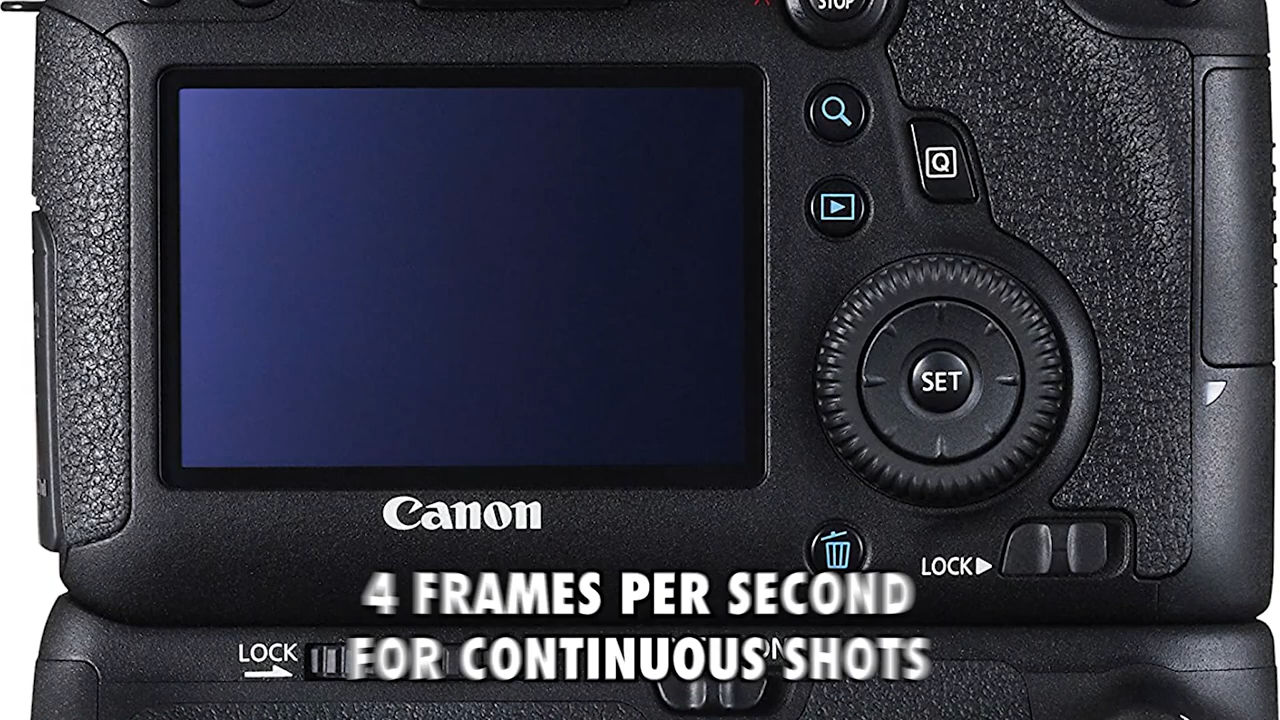 STOP
Q
SET
Canon
LOCK
4 FRAMES PER SECOND
LOCK
FOR CONTINUOUS SHOTS